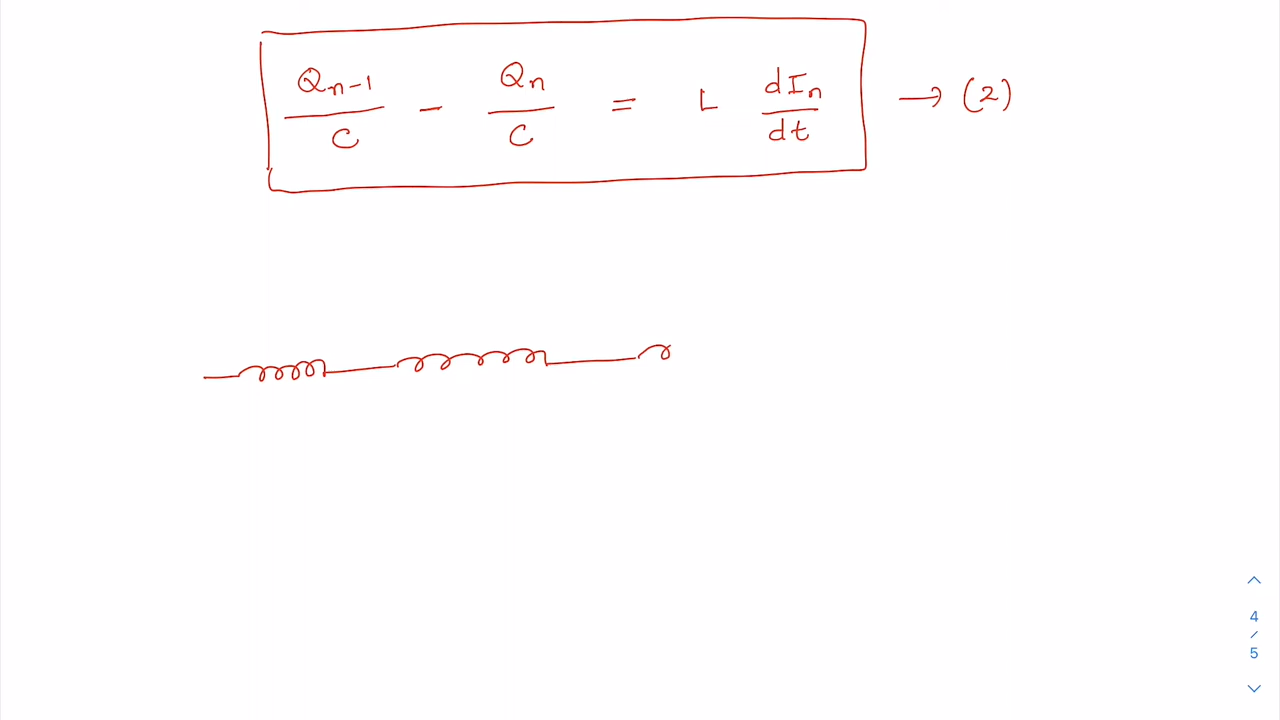 Qn-1/C - Qn/C = L dIn/dt → (2)
4
/
5